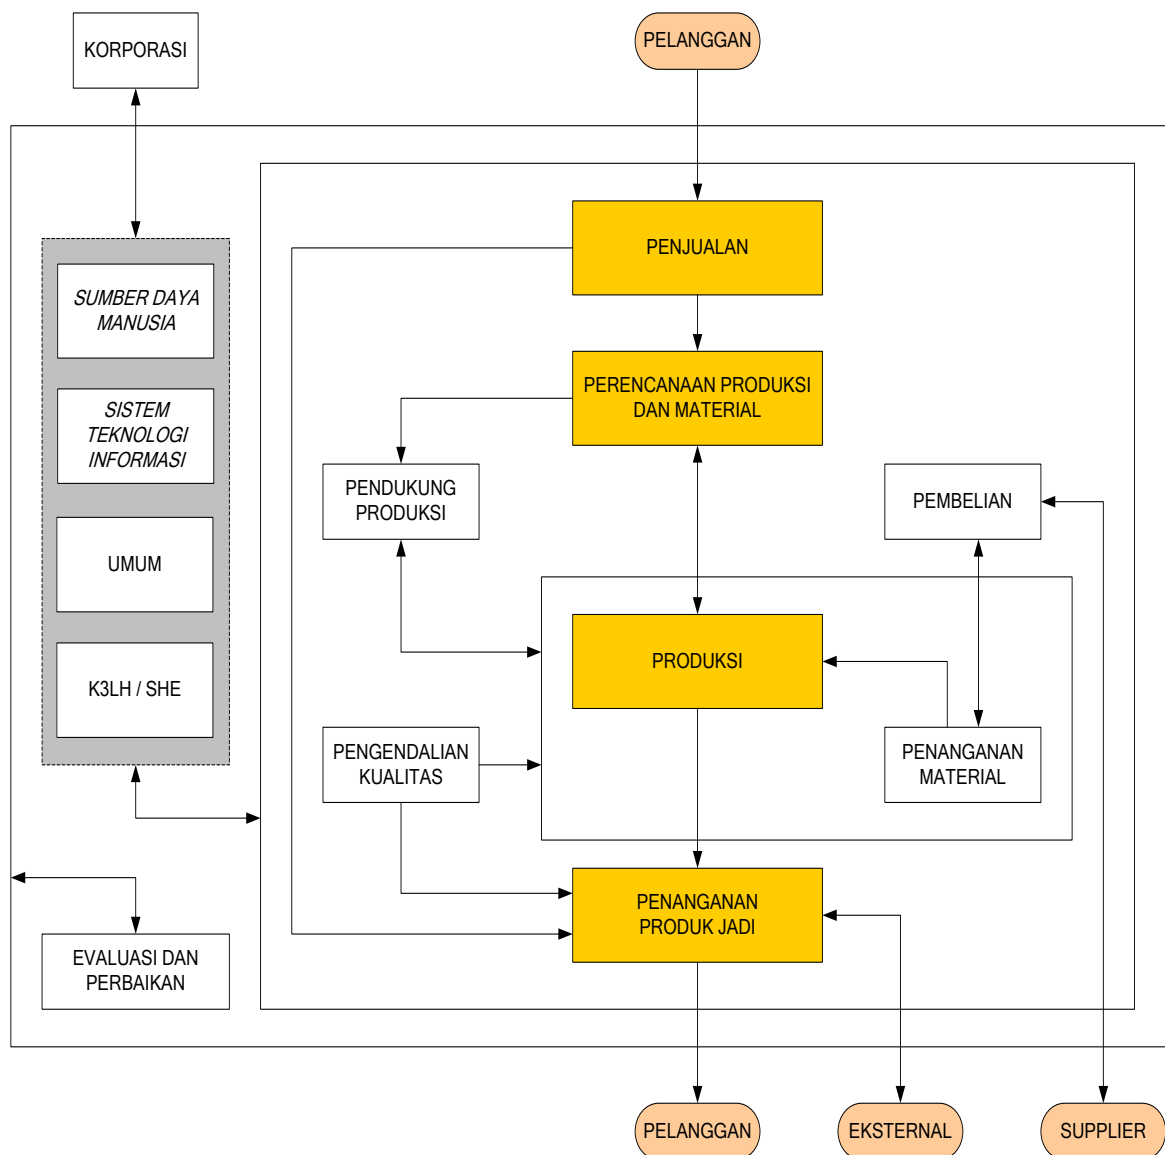 KORPORASI
PELANGGAN
PENJUALAN
SUMBER DAYA
MANUSIA
SISTEM
TEKNOLOGI
INFORMASI
UMUM
K3LH / SHE
PERENCANAAN PRODUKSI
DAN MATERIAL
PENDUKUNG
PRODUKSI
PEMBELIAN
PRODUKSI
PENGENDALIAN
KUALITAS
PENANGANAN
MATERIAL
PENANGANAN
PRODUK JADI
EVALUASI DAN
PERBAIKAN
PELANGGAN
EKSTERNAL
SUPPLIER